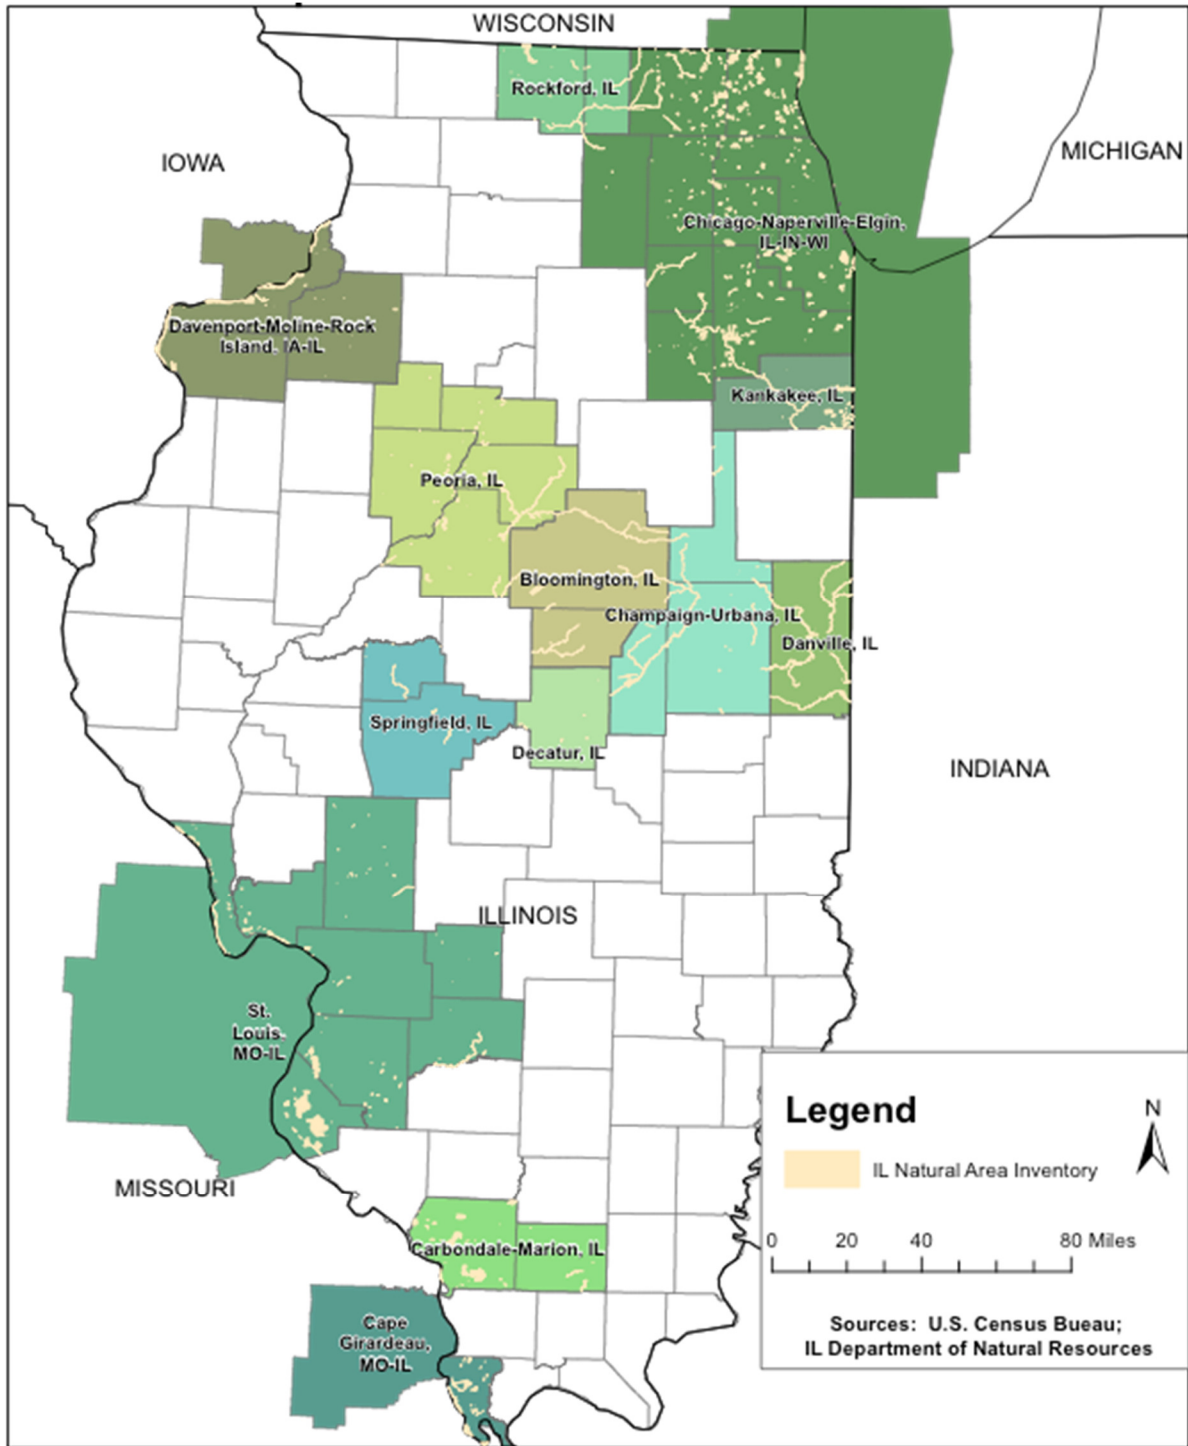 WISCONSIN
Rockford, IL
IOWA
MICHIGAN
Chicago-Naperville-Elgin,
IL-IN-WI
Davenport-Moline-Rock
Island, IA-IL
Kankakee, IL
Peoria, IL
Bloomington, IL
Champaign-Urbana, IL
Danville, IL
Springfield, IL
Decatur, IL
INDIANA
ILLINOIS
St.
Louis,
MO-IL
MISSOURI
Carbondale-Marion, IL
Cape
Girardeau,
MO-IL
Legend
N
IL Natural Area Inventory
0 20 40 80 Miles
Sources: U.S. Census Bueau;
IL Department of Natural Resources